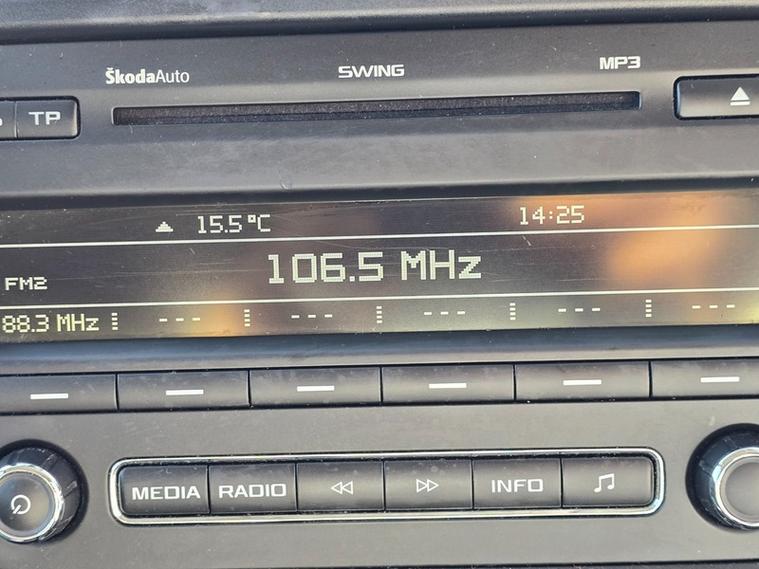 ŠkodaAuto SWING MP3
TP
15.5°C 14:25
106.5 MHz
FM2
88.3 MHz --- --- --- --- ---
MEDIA RADIO INFO